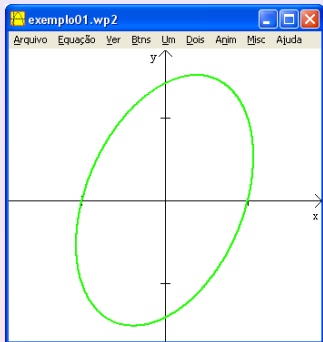 exemplo01.wp2
Arquivo Equação Ver Btns Um Dois Anim Misc Ajuda
y
x